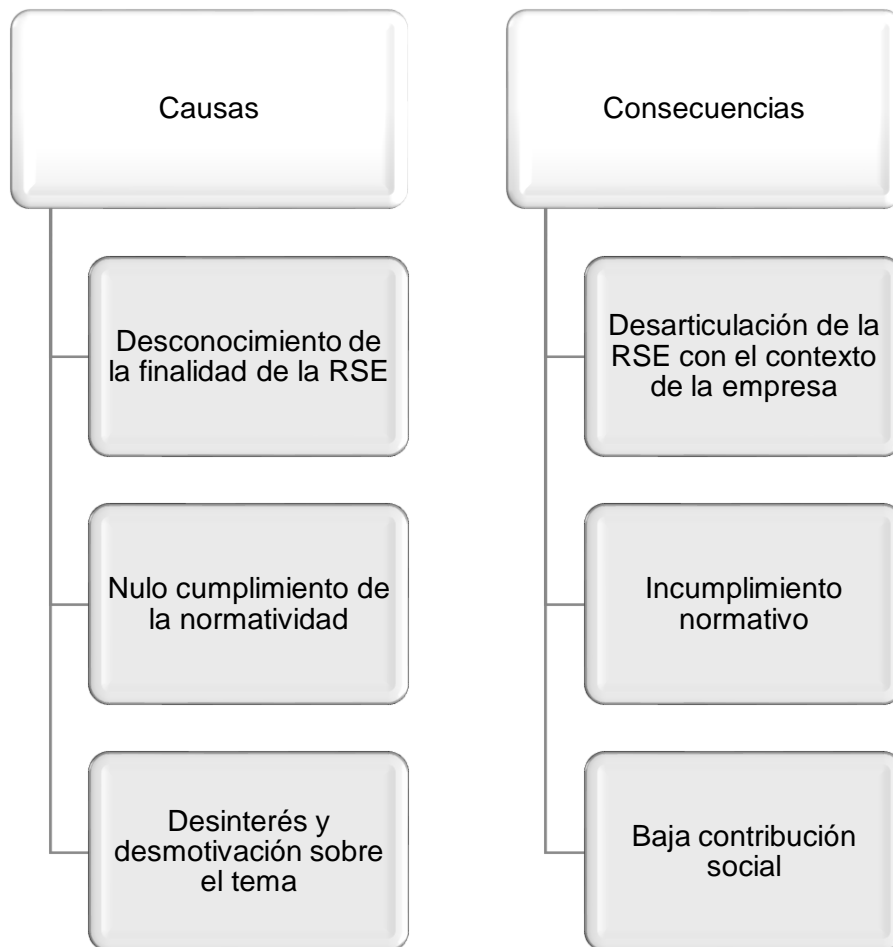 Causas
Desconocimiento de
la finalidad de la RSE
Nulo cumplimiento de
la normatividad
Desinterés y
desmotivación sobre
el tema
Consecuencias
Desarticulación de la
RSE con el contexto
de la empresa
Incumplimiento
normativo
Baja contribución
social